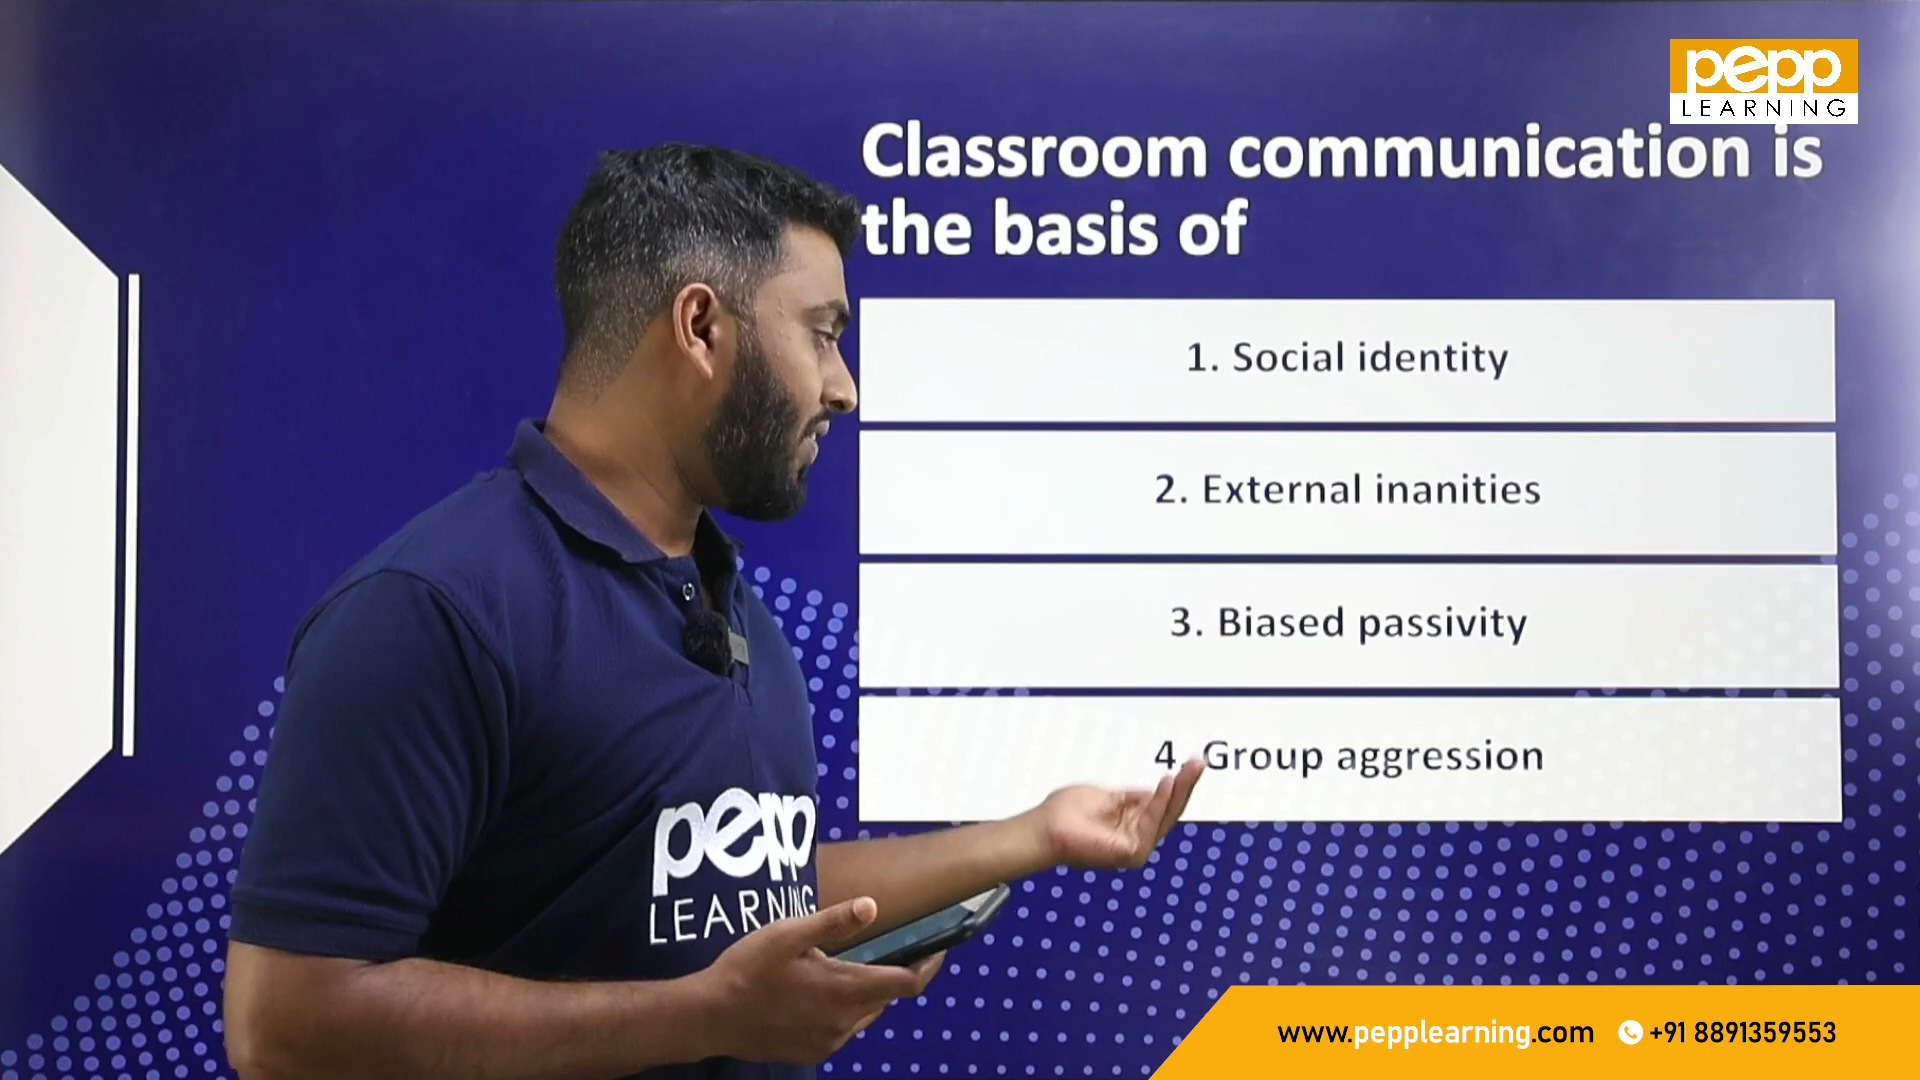 pepp
LEARNING
Classroom communication is
the basis of
1. Social identity
2. External inanities
3. Biased passivity
4. Group aggression
pepp
LEARNING
www.pepplearning.com +91 8891359553